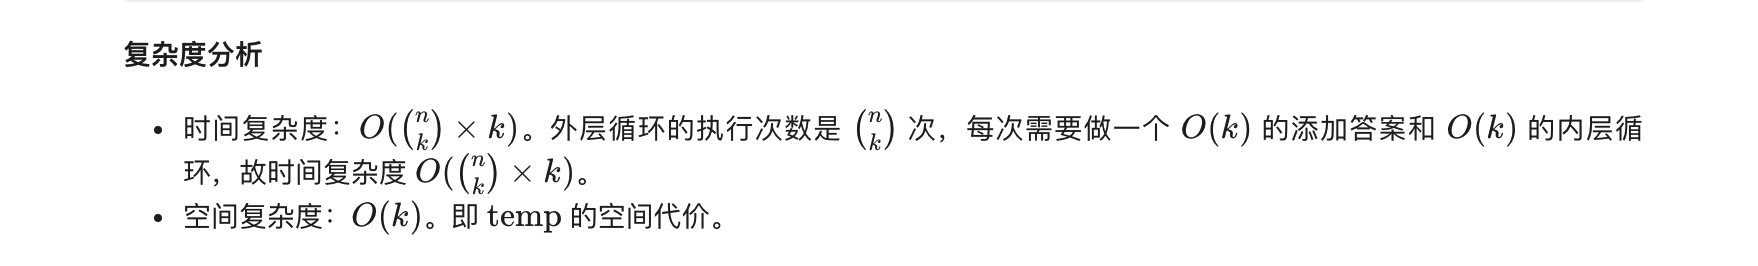 复杂度分析
• 时间复杂度：$O(\binom{n}{k} \times k)$。外层循环的执行次数是 $\binom{n}{k}$ 次，每次需要做一个 $O(k)$ 的添加答案和 $O(k)$ 的内层循
环，故时间复杂度 $O(\binom{n}{k} \times k)$。
• 空间复杂度：$O(k)$。即 temp 的空间代价。